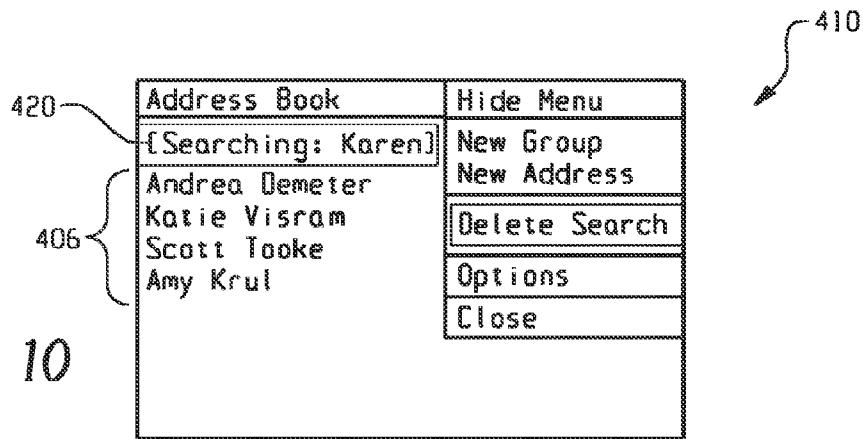 410
420
Address Book
Hide Menu
[Searching: Karen]
New Group
New Address
Andrea Demeter
Katie Visram
Delete Search
406
Scott Tooke
Amy Krul
Options
Close
10